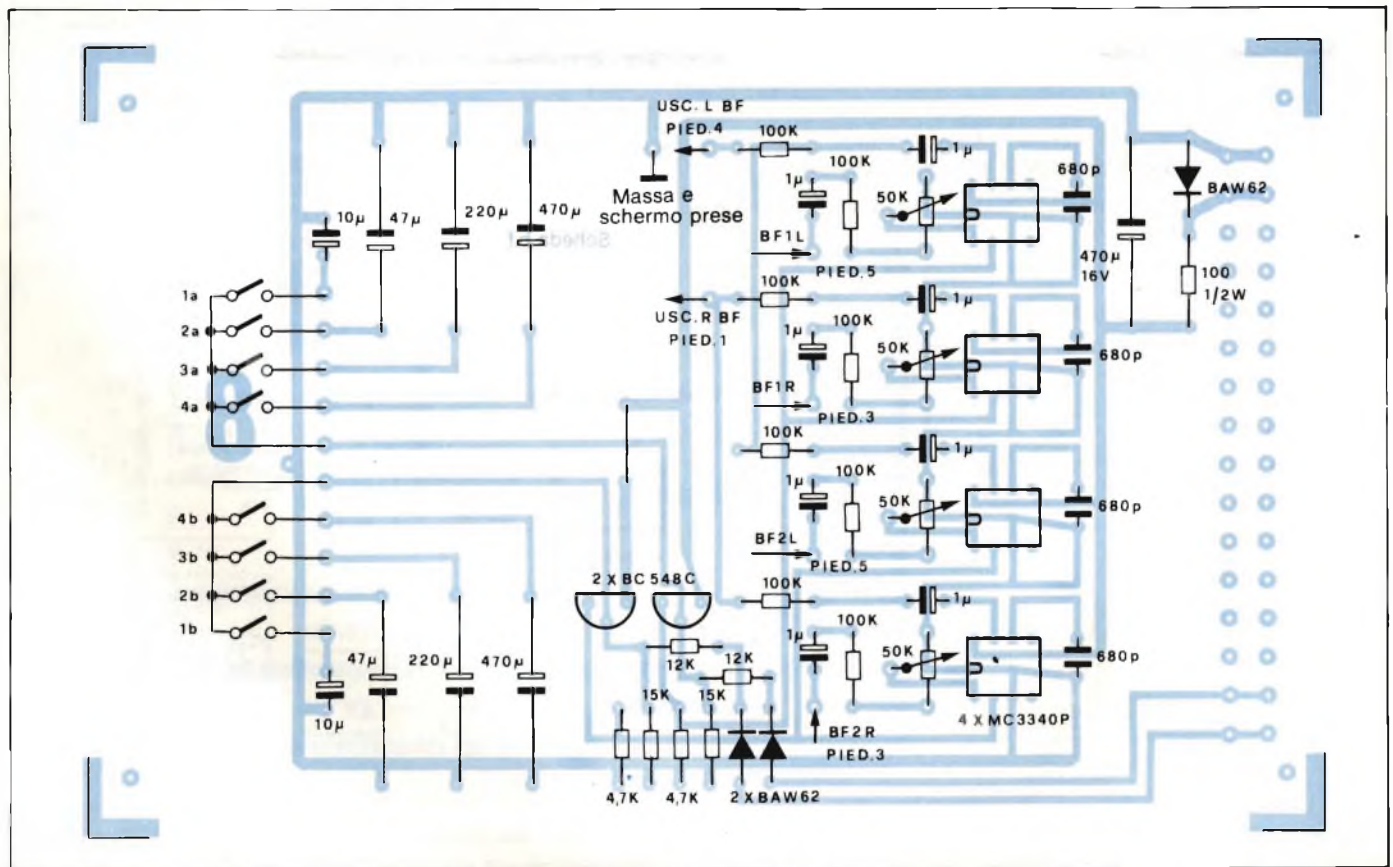 USC. L BF
PIED.4
100K
1µ
100K
680p
BAW62
1µ
50K
Massa e
schermo prese
10µ
47µ
220µ
470µ
BF1L
PIED.5
470µ
16V
100
1/2W
1a
2a
3a
4a
USC.R BF
PIED.1
100K
1µ
100K
1µ
50K
680p
BF1R
PIED.3
8
100K
1µ
100K
1µ
50K
680p
4b
3b
2b
1b
BF2L
PIED.5
2 X BC 548C
100K
1µ
100K
1µ
50K
680p
12K
12K
47µ
220µ
470µ
10µ
15K
15K
4 X MC3340P
BF2R
PIED.3
4,7K
4,7K
2 X BAW62